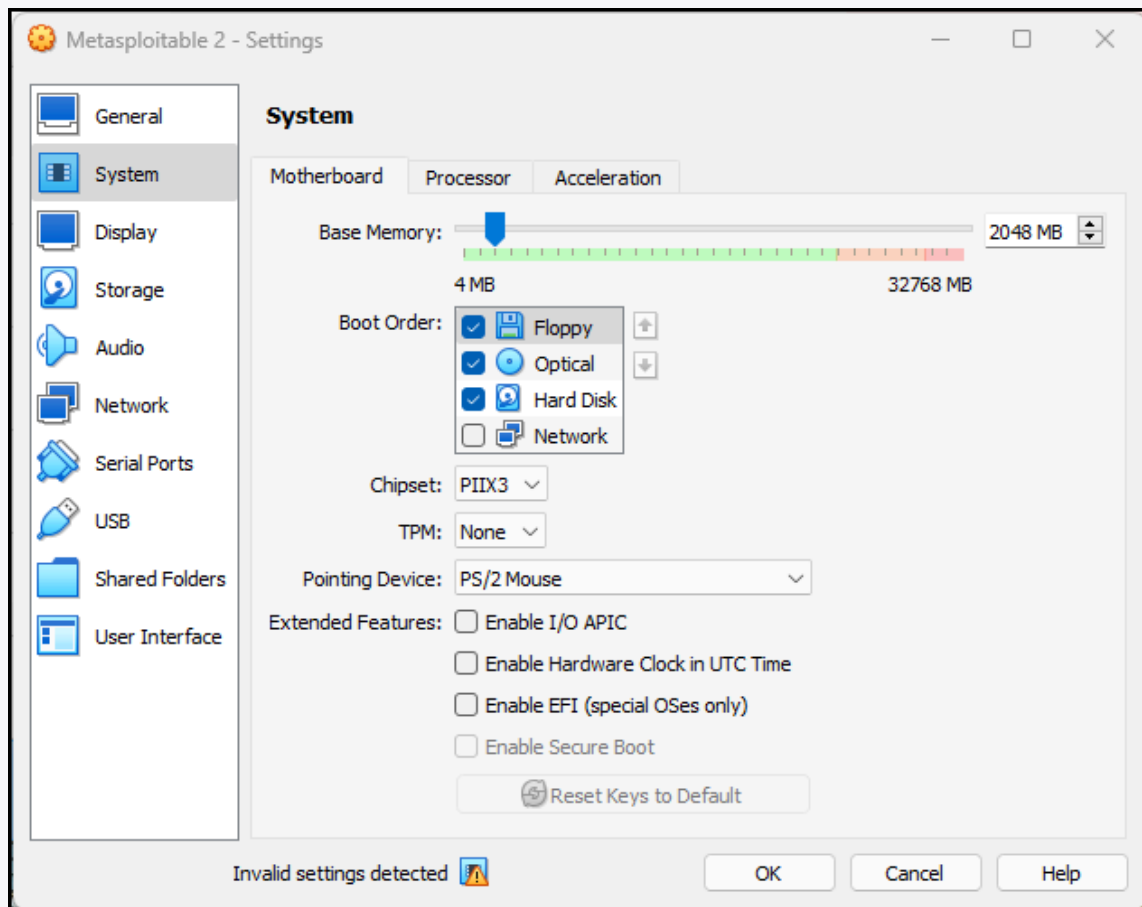 Metasploitable 2 - Settings
General
System
Display
Storage
Audio
Network
Serial Ports
USB
Shared Folders
User Interface
System
Motherboard Processor Acceleration
Base Memory: 2048 MB
4 MB 32768 MB
Boot Order: Floppy
Optical
Hard Disk
Network
Chipset: PIIX3
TPM: None
Pointing Device: PS/2 Mouse
Extended Features: Enable I/O APIC
Enable Hardware Clock in UTC Time
Enable EFI (special OSes only)
Enable Secure Boot
Reset Keys to Default
Invalid settings detected OK Cancel Help